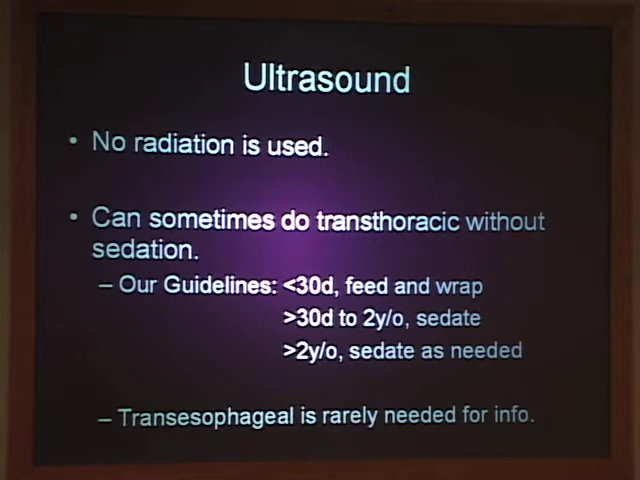 Ultrasound
• No radiation is used.
• Can sometimes do transthoracic without
sedation.
– Our Guidelines: <30d, feed and wrap
>30d to 2y/o, sedate
>2y/o, sedate as needed
– Transesophageal is rarely needed for info.